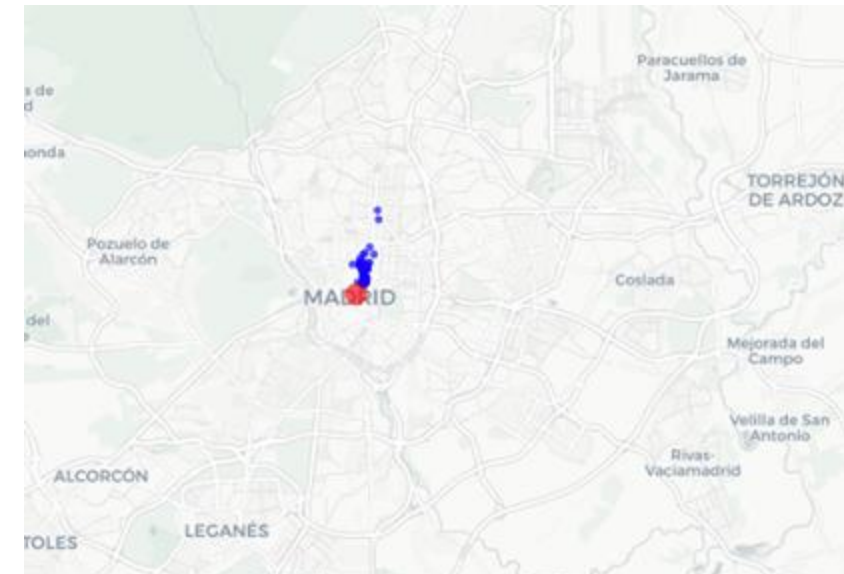 Paracuellos de
Jarama
s de
d
onda
TORREJÓN
DE ARDOZ
Pozuelo de
Alarcón
Coslada
MADRID
del
Mejorada del
Campo
Velilla de San
Antonio
Rivas-
Vaciamadrid
ALCORCÓN
LEGANÉS
TOLES